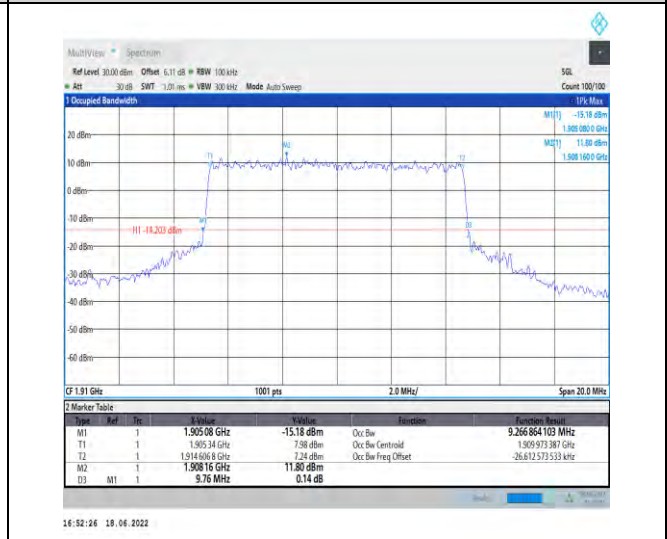 MultiView Spectrum
Ref Level 30.00 dBm Offset 6.11 dB RBW 100 kHz SGL
Att 30 dB SWT 1.01 ms VBW 300 kHz Mode Auto Sweep Count 100/100
1 Occupied Bandwidth 1Pk Max
M1[1] -15.18 dBm
1.905 080 0 GHz
M2[1] 11.80 dBm
1.908 160 0 GHz
20 dBm
M2
T1
T2
10 dBm
0 dBm
-10 dBm
M1
D3
H1 -14.203 dBm
-20 dBm
-30 dBm
-40 dBm
-50 dBm
-60 dBm
CF 1.91 GHz 1001 pts 2.0 MHz/ Span 20.0 MHz
2 Marker Table
Type Ref Trc X-Value Y-Value Function Function Result
M1 1 1.905 08 GHz -15.18 dBm Occ Bw 9.266 864 103 MHz
T1 1 1.905 34 GHz 7.98 dBm Occ Bw Centroid 1.909 973 387 GHz
T2 1 1.914 606 8 GHz 7.24 dBm Occ Bw Freq Offset -26.612 573 533 kHz
M2 1 1.908 16 GHz 11.80 dBm
D3 M1 1 9.76 MHz 0.14 dB
16:52:26 18.06.2022